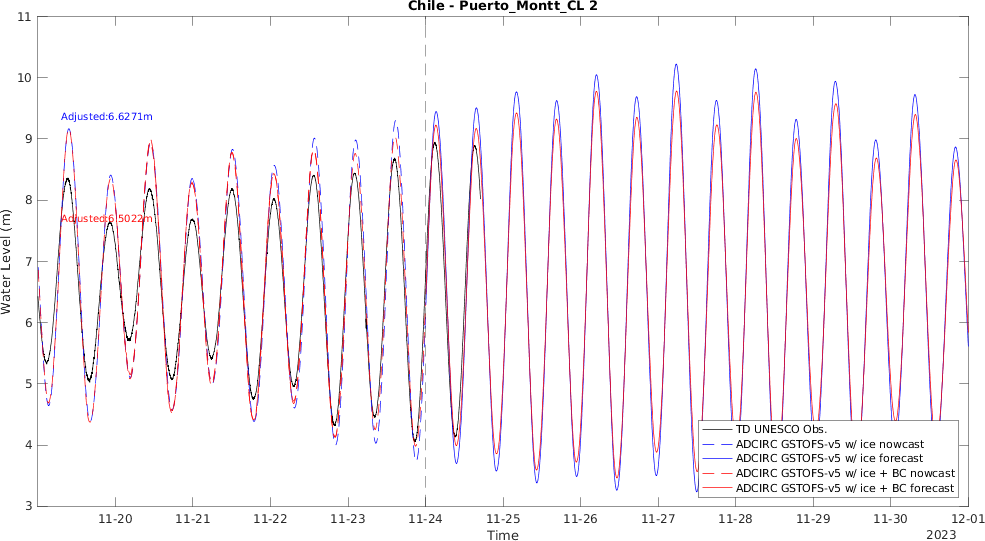 Chile - Puerto_Montt_CL 2
11
10
9
8
7
6
5
4
3
Water Level (m)
Adjusted:6.6271m
Adjusted:6.5022m
TD UNESCO Obs.
ADCIRC GSTOFS-v5 w/ ice nowcast
ADCIRC GSTOFS-v5 w/ ice forecast
ADCIRC GSTOFS-v5 w/ ice + BC nowcast
ADCIRC GSTOFS-v5 w/ ice + BC forecast
11-20 11-21 11-22 11-23 11-24 11-25 11-26 11-27 11-28 11-29 11-30 12-01
Time
2023